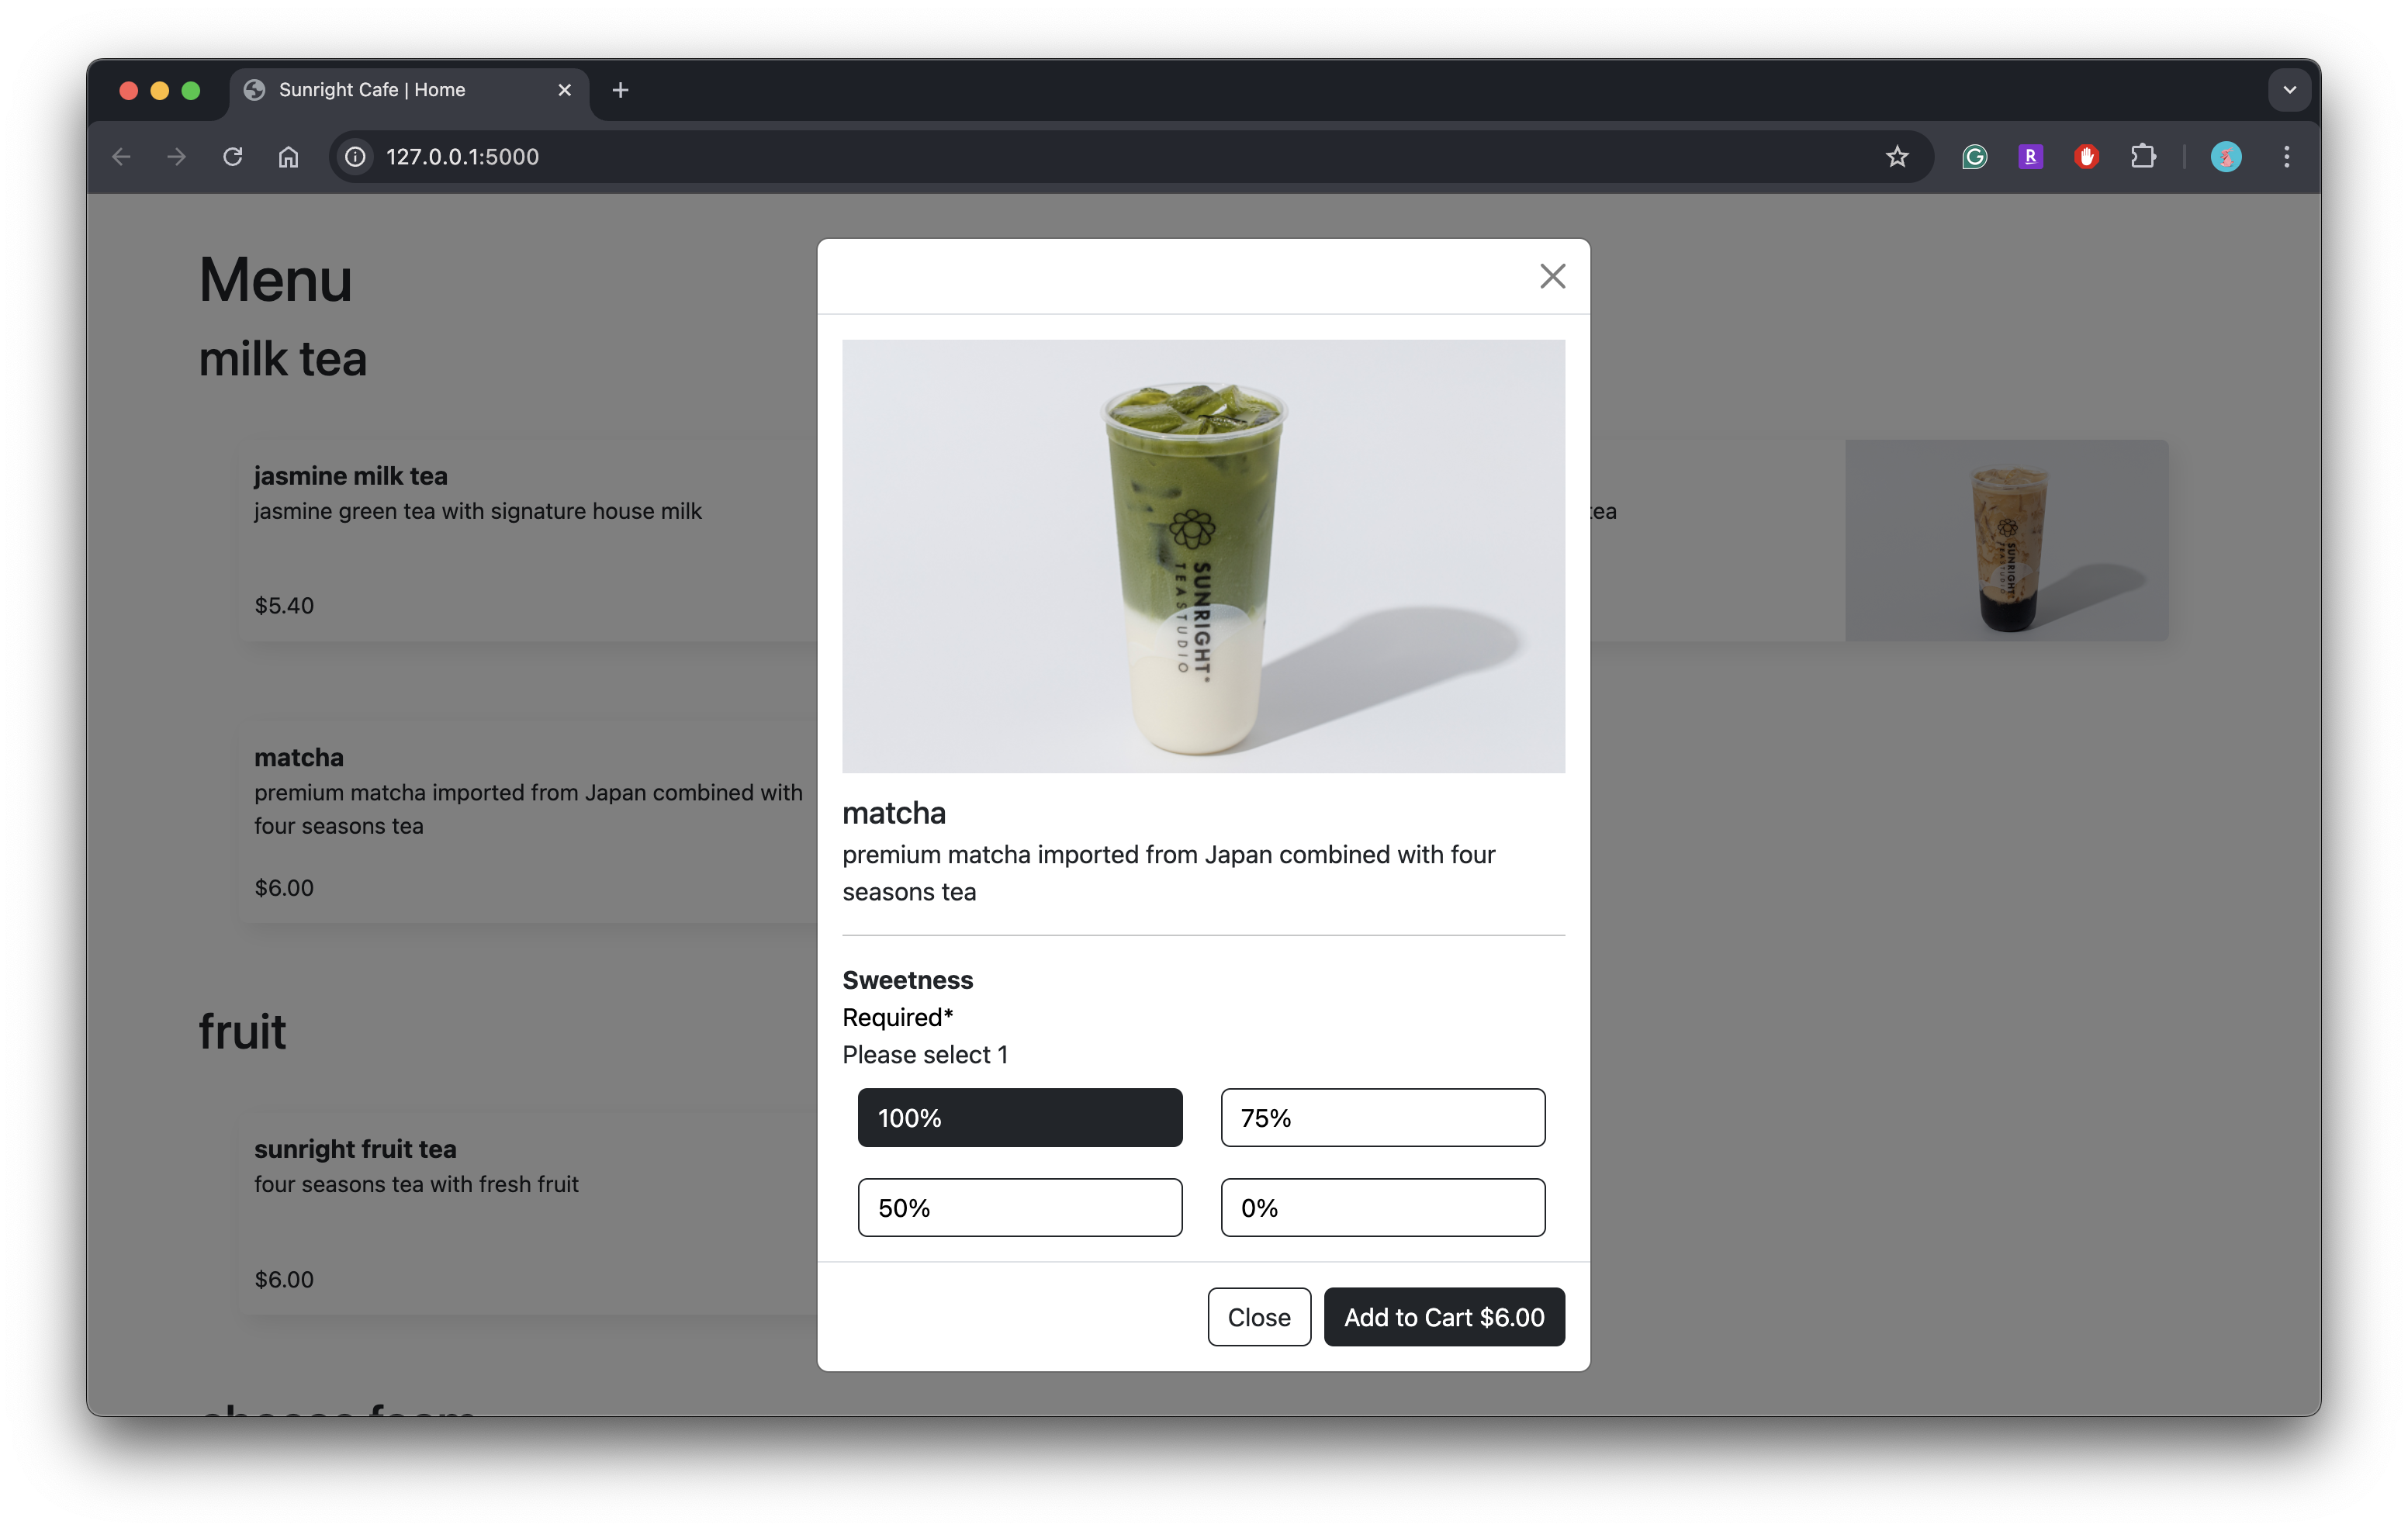 Sunright Cafe | Home
127.0.0.1:5000
Menu
milk tea
jasmine milk tea
jasmine green tea with signature house milk
$5.40
tea
SUNRIGHT
TEASTUDIO
matcha
premium matcha imported from Japan combined with
four seasons tea
$6.00
fruit
sunright fruit tea
four seasons tea with fresh fruit
$6.00
SUNRIGHT
TEASTUDIO
matcha
premium matcha imported from Japan combined with four
seasons tea
Sweetness
Required*
Please select 1
100%
75%
50%
0%
Close
Add to Cart $6.00